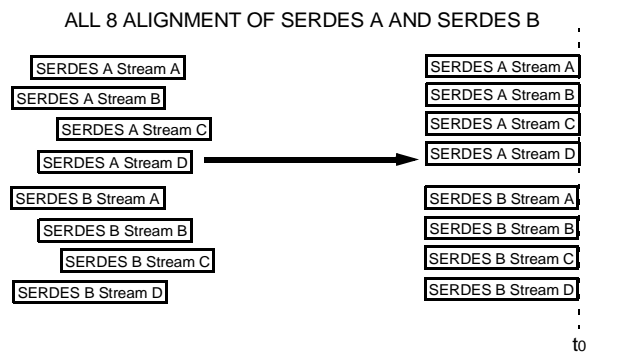 ALL 8 ALIGNMENT OF SERDES A AND SERDES B
SERDES A Stream A
SERDES A Stream B
SERDES A Stream C
SERDES A Stream D
SERDES B Stream A
SERDES B Stream B
SERDES B Stream C
SERDES B Stream D
SERDES A Stream A
SERDES A Stream B
SERDES A Stream C
SERDES A Stream D
SERDES B Stream A
SERDES B Stream B
SERDES B Stream C
SERDES B Stream D
t0